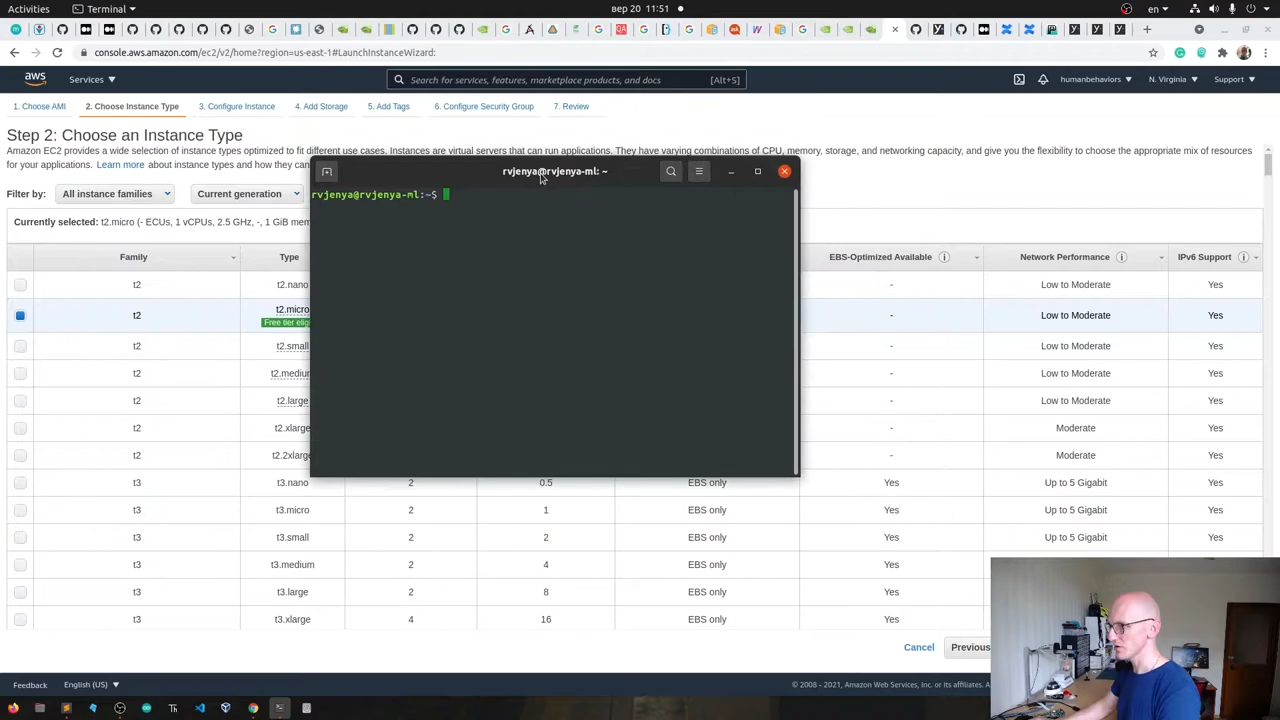 Activities Terminal вер 20 11:51 en
console.aws.amazon.com/ec2/v2/home?region=us-east-1#LaunchInstanceWizard:
aws Services Search for services, features, marketplace products, and docs [Alt+S] humanbehaviors N. Virginia Support
1. Choose AMI 2. Choose Instance Type 3. Configure Instance 4. Add Storage 5. Add Tags 6. Configure Security Group 7. Review
Step 2: Choose an Instance Type
Amazon EC2 provides a wide selection of instance types optimized to fit different use cases. Instances are virtual servers that can run applications. They have varying combinations of CPU, memory, storage, and networking capacity, and give you the flexibility to choose the appropriate mix of resources
for your applications. Learn more about instance types and how they can
rvjenya@rvjenya-ml: ~
rvjenya@rvjenya-ml:~$
Filter by: All instance families Current generation
Currently selected: t2.micro (- ECUs, 1 vCPUs, 2.5 GHz, -, 1 GiB mem
Family Type EBS-Optimized Available Network Performance IPv6 Support
t2 t2.nano - Low to Moderate Yes
t2 t2.micro - Low to Moderate Yes
Free tier elig
t2 t2.small - Low to Moderate Yes
t2 t2.medium - Low to Moderate Yes
t2 t2.large - Low to Moderate Yes
t2 t2.xlarge - Moderate Yes
t2 t2.2xlarge - Moderate Yes
t3 t3.nano 2 0.5 EBS only Yes Up to 5 Gigabit Yes
t3 t3.micro 2 1 EBS only Yes Up to 5 Gigabit Yes
t3 t3.small 2 2 EBS only Yes Up to 5 Gigabit Yes
t3 t3.medium 2 4 EBS only Yes
t3 t3.large 2 8 EBS only Yes
t3 t3.xlarge 4 16 EBS only Yes
Cancel Previous
Feedback English (US) © 2008 - 2021, Amazon Web Services, Inc. or its affiliates.